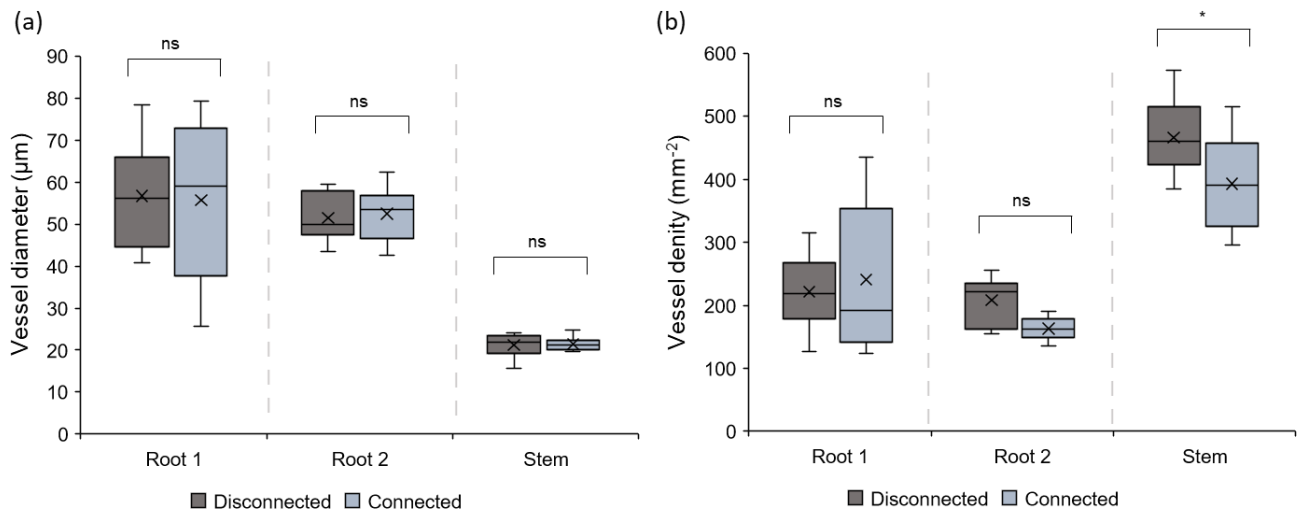 (a)
ns
ns
ns
90
80
70
60
50
40
30
20
10
0
Vessel diameter (µm)
Root 1 Root 2 Stem
Disconnected Connected
(b)
*
ns
ns
600
500
400
300
200
100
0
Vessel denity (mm⁻²)
Root 1 Root 2 Stem
Disconnected Connected